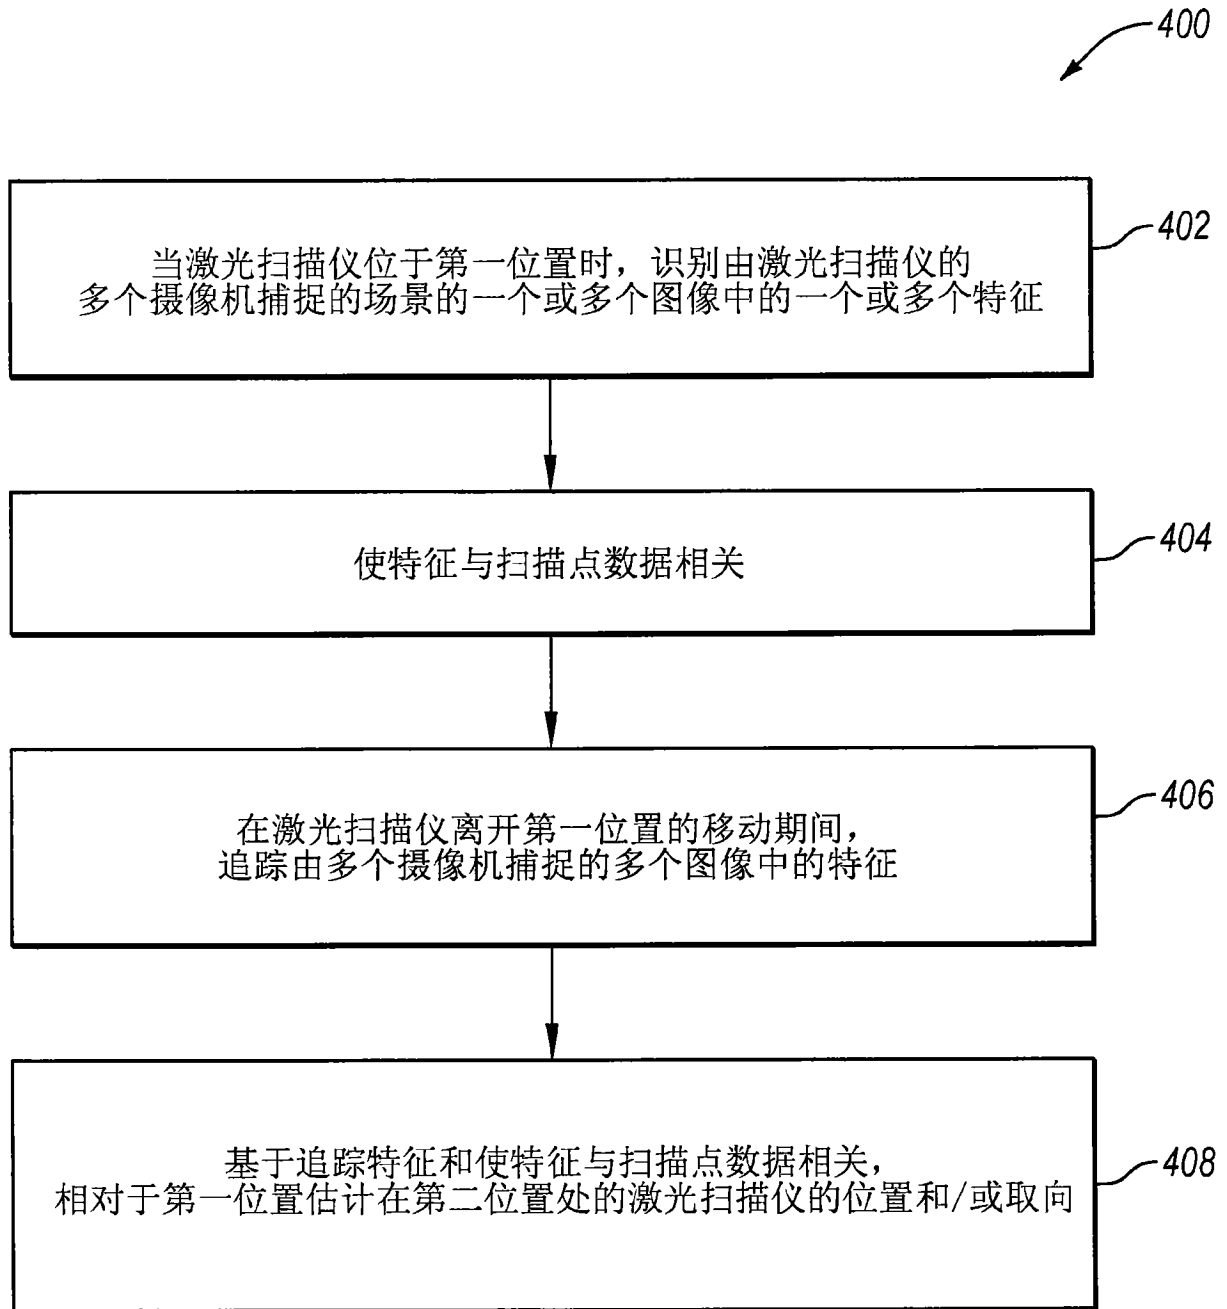 400
当激光扫描仪位于第一位置时，识别由激光扫描仪的
多个摄像机捕捉的场景的一个或多个图像中的一个或多个特征
402
使特征与扫描点数据相关
404
在激光扫描仪离开第一位置的移动期间，
追踪由多个摄像机捕捉的多个图像中的特征
406
基于追踪特征和使特征与扫描点数据相关，
相对于第一位置估计在第二位置处的激光扫描仪的位置和/或取向
408